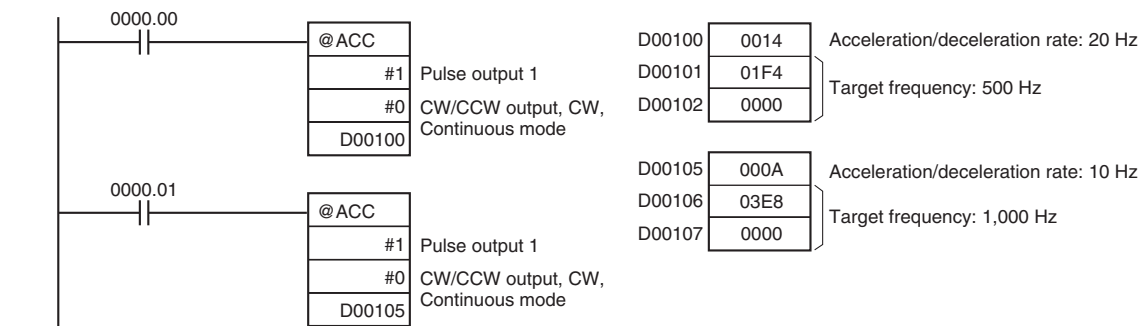 0000.00
@ACC
#1 Pulse output 1
#0 CW/CCW output, CW,
Continuous mode
D00100
D00100 0014 Acceleration/deceleration rate: 20 Hz
D00101 01F4
Target frequency: 500 Hz
D00102 0000
0000.01
@ACC
#1 Pulse output 1
#0 CW/CCW output, CW,
Continuous mode
D00105
D00105 000A Acceleration/deceleration rate: 10 Hz
D00106 03E8
Target frequency: 1,000 Hz
D00107 0000